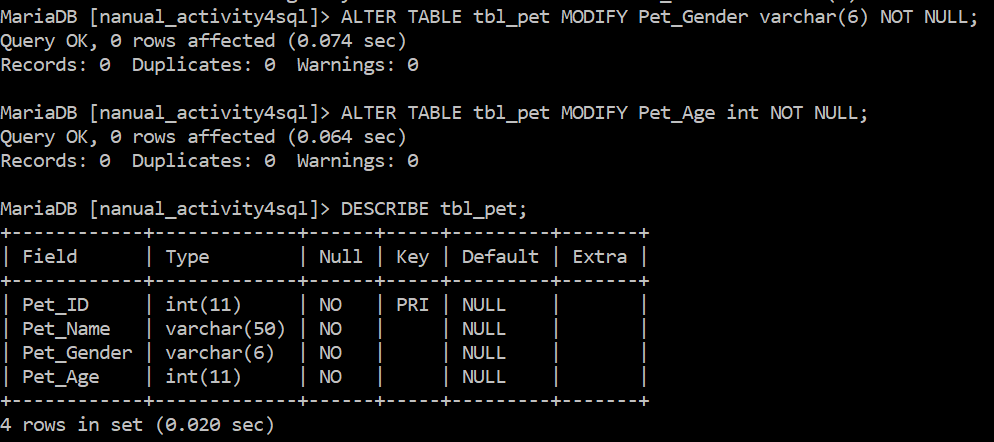 MariaDB [nanual_activity4sql]> ALTER TABLE tbl_pet MODIFY Pet_Gender varchar(6) NOT NULL;
Query OK, 0 rows affected (0.074 sec)
Records: 0  Duplicates: 0  Warnings: 0

MariaDB [nanual_activity4sql]> ALTER TABLE tbl_pet MODIFY Pet_Age int NOT NULL;
Query OK, 0 rows affected (0.064 sec)
Records: 0  Duplicates: 0  Warnings: 0

MariaDB [nanual_activity4sql]> DESCRIBE tbl_pet;
+------------+-------------+------+-----+---------+-------+
| Field      | Type        | Null | Key | Default | Extra |
+------------+-------------+------+-----+---------+-------+
| Pet_ID     | int(11)     | NO   | PRI | NULL    |       |
| Pet_Name   | varchar(50) | NO   |     | NULL    |       |
| Pet_Gender | varchar(6)  | NO   |     | NULL    |       |
| Pet_Age    | int(11)     | NO   |     | NULL    |       |
+------------+-------------+------+-----+---------+-------+
4 rows in set (0.020 sec)